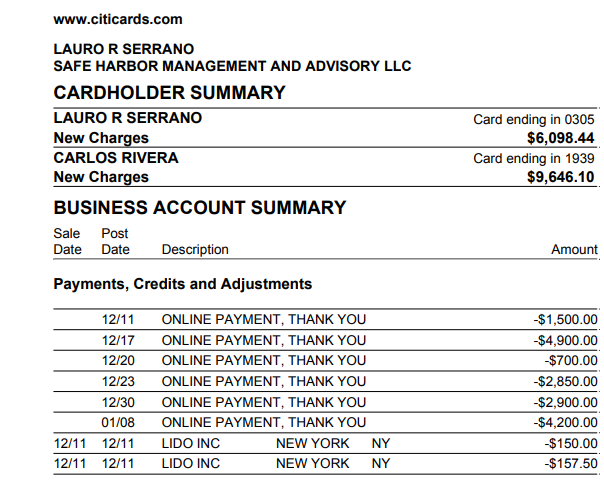 www.citicards.com
LAURO R SERRANO
SAFE HARBOR MANAGEMENT AND ADVISORY LLC
CARDHOLDER SUMMARY
LAURO R SERRANO Card ending in 0305
New Charges $6,098.44
CARLOS RIVERA Card ending in 1939
New Charges $9,646.10
BUSINESS ACCOUNT SUMMARY
Sale Post
Date Date Description Amount
Payments, Credits and Adjustments
12/11 ONLINE PAYMENT, THANK YOU -$1,500.00
12/17 ONLINE PAYMENT, THANK YOU -$4,900.00
12/20 ONLINE PAYMENT, THANK YOU -$700.00
12/23 ONLINE PAYMENT, THANK YOU -$2,850.00
12/30 ONLINE PAYMENT, THANK YOU -$2,900.00
01/08 ONLINE PAYMENT, THANK YOU -$4,200.00
12/11 12/11 LIDO INC NEW YORK NY -$150.00
12/11 12/11 LIDO INC NEW YORK NY -$157.50